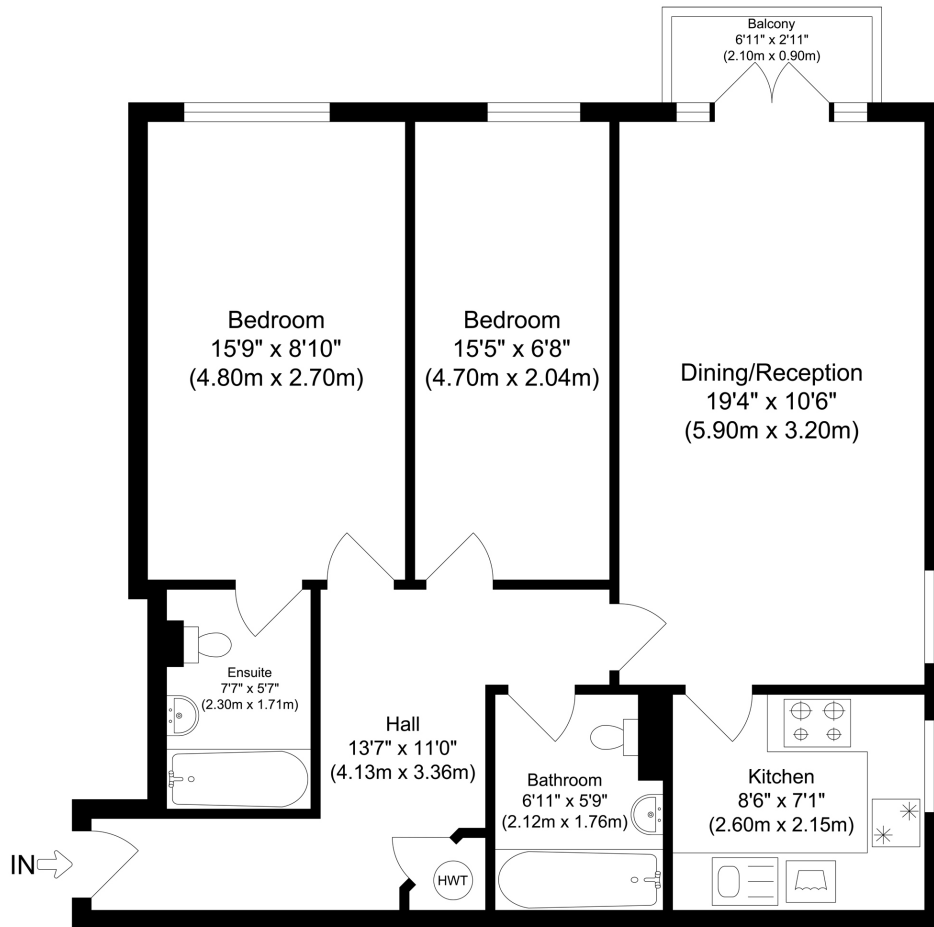 Balcony
6'11" x 2'11"
(2.10m x 0.90m)
Bedroom
15'9" x 8'10"
(4.80m x 2.70m)
Bedroom
15'5" x 6'8"
(4.70m x 2.04m)
Dining/Reception
19'4" x 10'6"
(5.90m x 3.20m)
Ensuite
7'7" x 5'7"
(2.30m x 1.71m)
Hall
13'7" x 11'0"
(4.13m x 3.36m)
Bathroom
6'11" x 5'9"
(2.12m x 1.76m)
Kitchen
8'6" x 7'1"
(2.60m x 2.15m)
IN
HWT